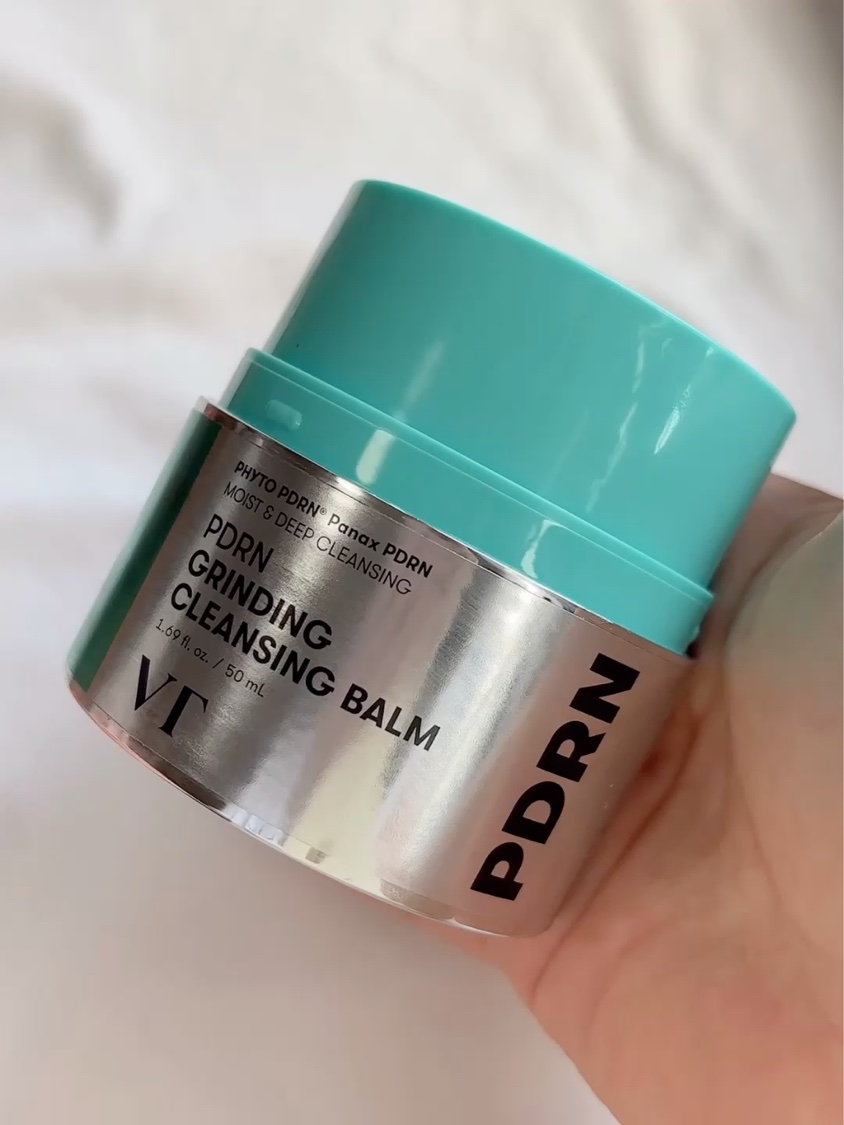 PHYTO PDRN® Panax PDRN
MOIST & DEEP CLEANSING
PDRN
GRINDING
CLEANSING BALM
1.69 fl. oz. / 50 mL
VT
PDRN